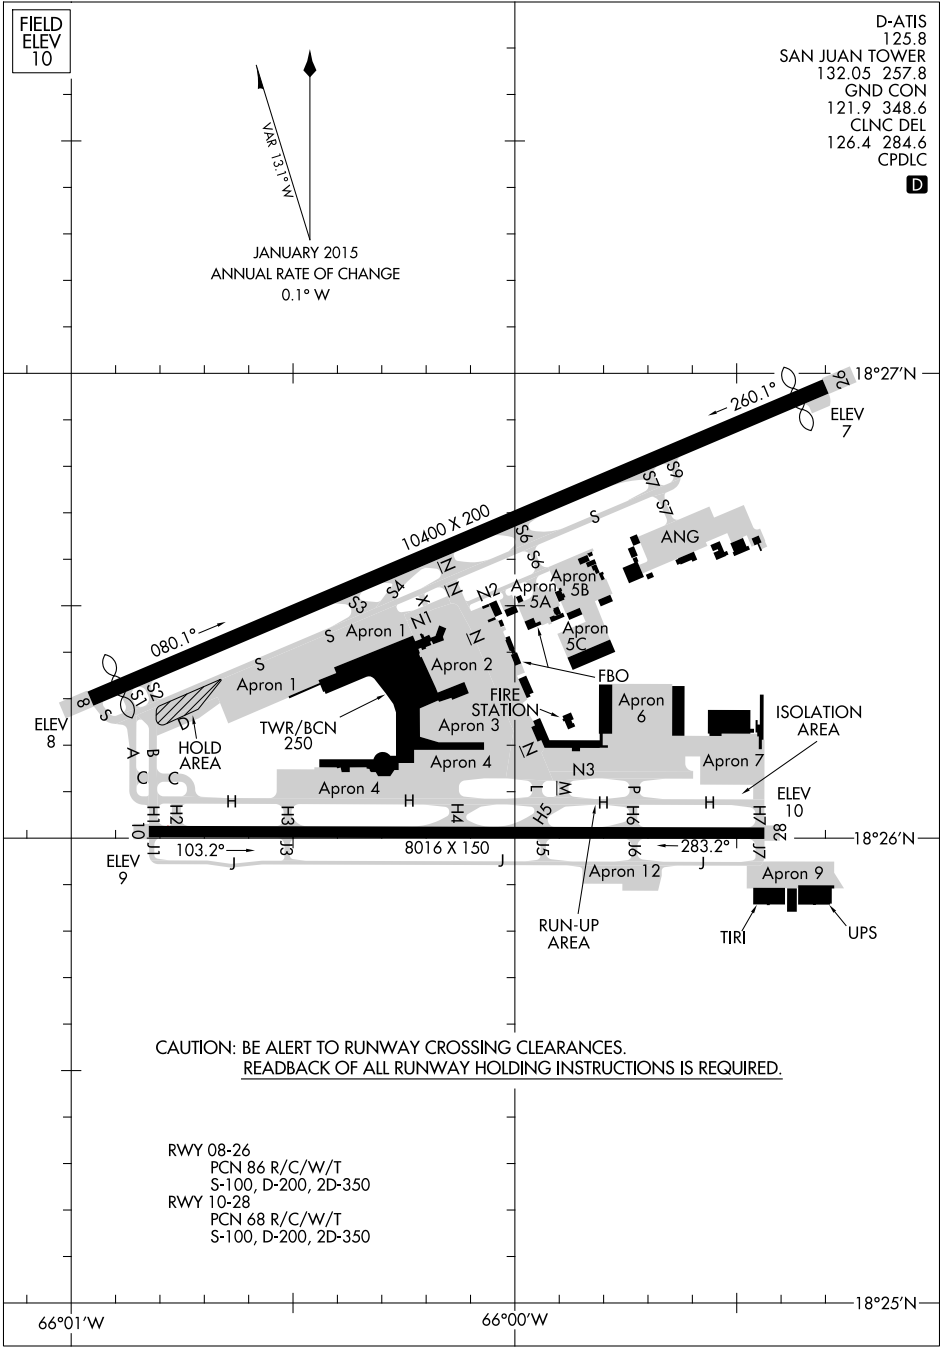 FIELD
ELEV
10
D-ATIS
125.8
SAN JUAN TOWER
132.05 257.8
GND CON
121.9 348.6
CLNC DEL
126.4 284.6
CPDLC
D
VAR 13.1° W
JANUARY 2015
ANNUAL RATE OF CHANGE
0.1° W
18°27'N
26
260.1°
ELEV
7
S9
S7
S7
10400 X 200
S
S6
S6
ANG
N
N
S4
S3
X
N1
N2
Apron
5A
Apron
5B
Apron
5C
080.1°
S
S
Apron 1
Apron 1
N
Apron 2
FBO
8
S
S1
S2
D
ELEV
8
HOLD
AREA
TWR/BCN
250
FIRE
STATION
Apron 3
Apron
6
ISOLATION
AREA
A
B
C
C
Apron 4
Apron 4
N
N3
Apron 7
L
M
P
ELEV
10
H
H
H
H
H1
H2
H3
H4
H5
H6
H7
10
28
J1
103.2°
J
J3
8016 X 150
J
J5
J6
283.2°
J
J7
18°26'N
ELEV
9
Apron 12
Apron 9
RUN-UP
AREA
TIRI
UPS
CAUTION: BE ALERT TO RUNWAY CROSSING CLEARANCES.
READBACK OF ALL RUNWAY HOLDING INSTRUCTIONS IS REQUIRED.
RWY 08-26
PCN 86 R/C/W/T
S-100, D-200, 2D-350
RWY 10-28
PCN 68 R/C/W/T
S-100, D-200, 2D-350
18°25'N
66°01'W
66°00'W